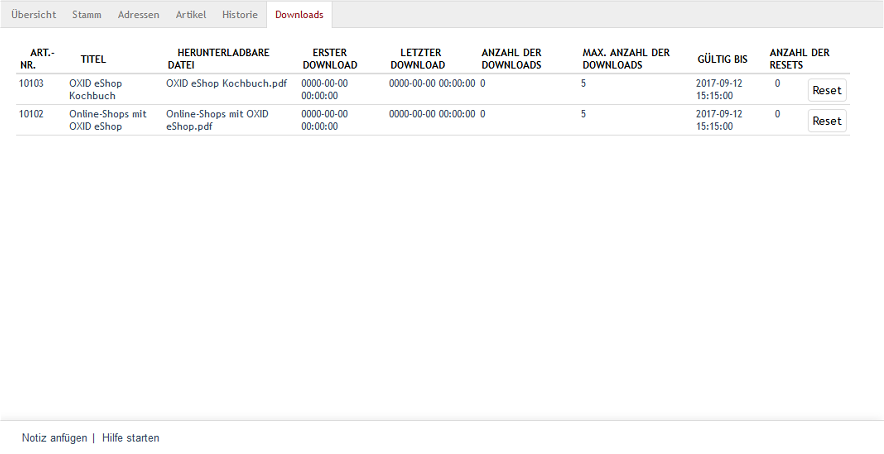 Übersicht Stamm Adressen Artikel Historie Downloads
ART.- HERUNTERLADBARE ERSTER LETZTER ANZAHL DER MAX. ANZAHL DER ANZAHL DER
NR. TITEL DATEI DOWNLOAD DOWNLOAD DOWNLOADS DOWNLOADS GÜLTIG BIS RESETS
10103 OXID eShop OXID eShop Kochbuch.pdf 0000-00-00 0000-00-00 00:00:00 0 5 2017-09-12 0 Reset
Kochbuch 00:00:00 15:15:00
10102 Online-Shops mit Online-Shops mit OXID 0000-00-00 0000-00-00 00:00:00 0 5 2017-09-12 0 Reset
OXID eShop eShop.pdf 00:00:00 15:15:00
Notiz anfügen | Hilfe starten